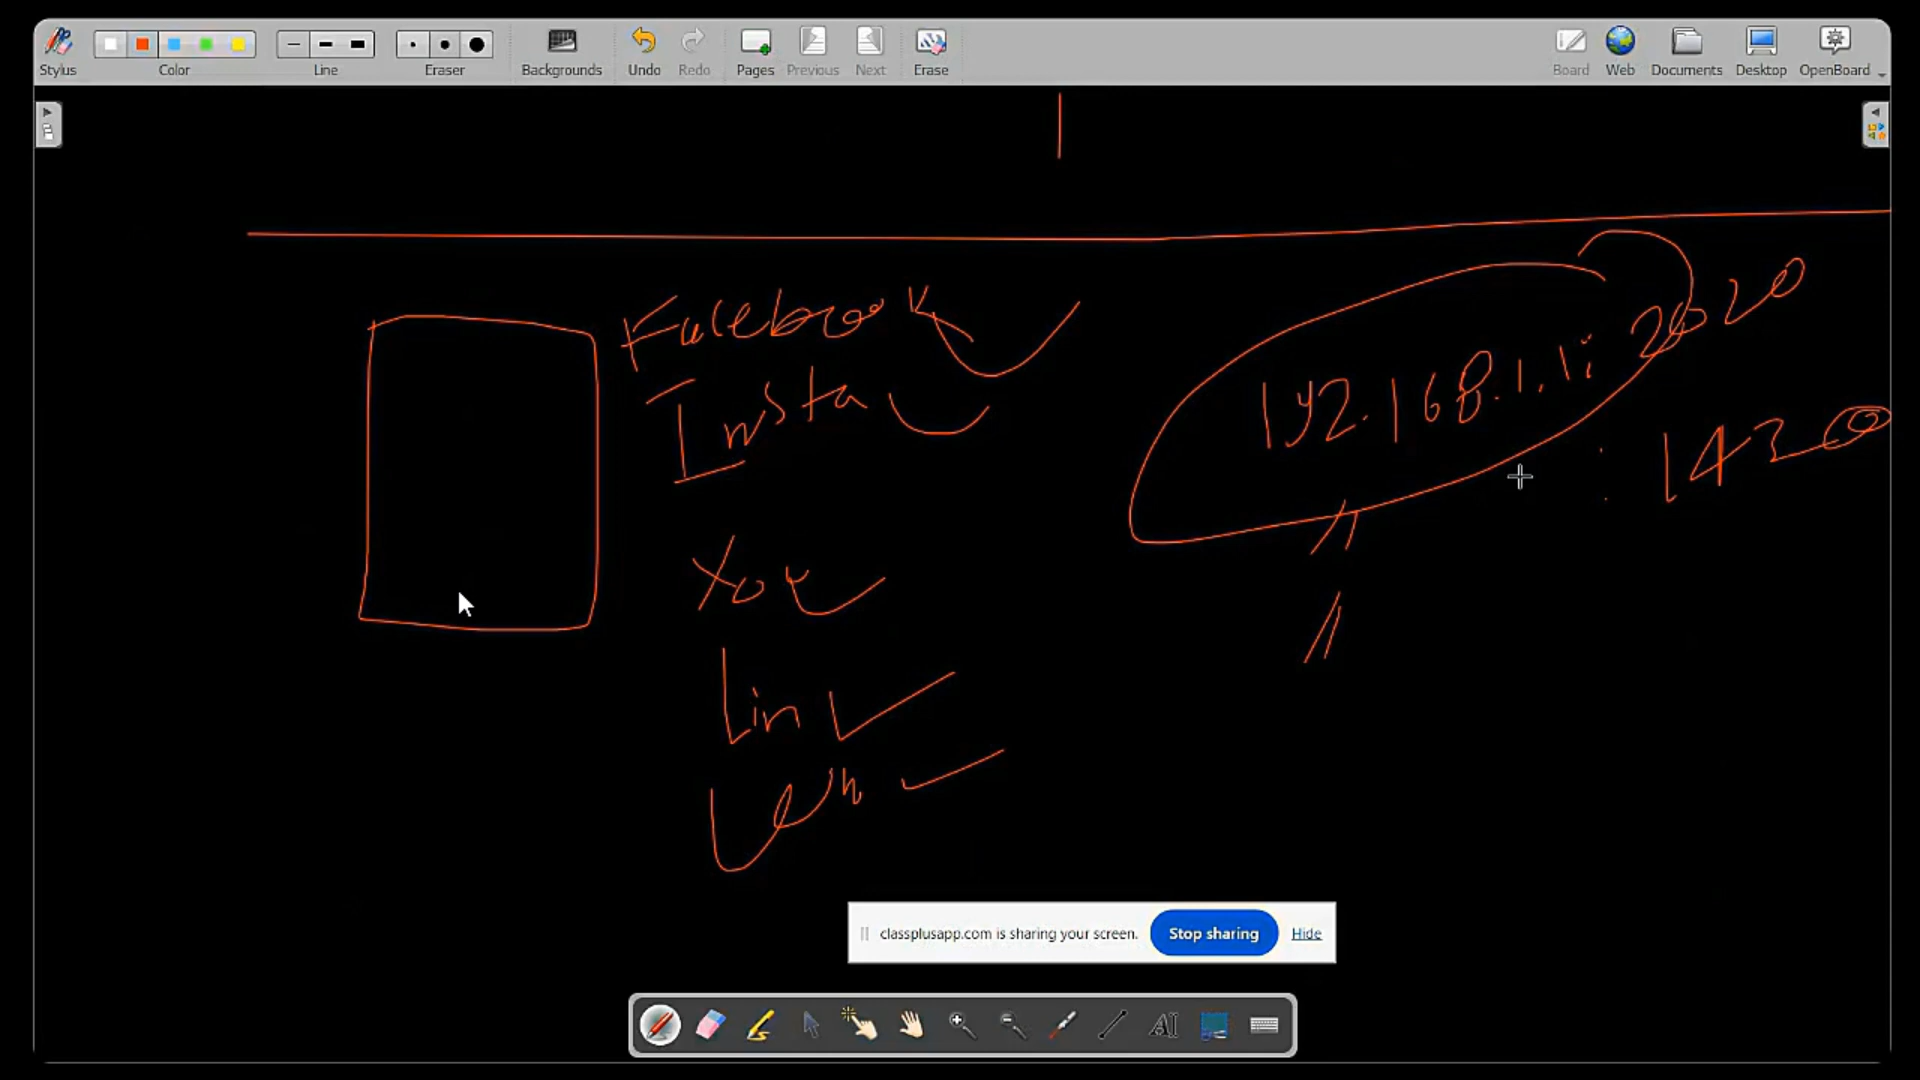 Stylus
Color
Line
Eraser
Backgrounds
Undo
Redo
Pages
Previous
Next
Erase
Board
Web
Documents
Desktop
OpenBoard
Facebook
Insta
You
Lin
192.168.1.1: 2020
: 1420
classplusapp.com is sharing your screen.
Stop sharing
Hide